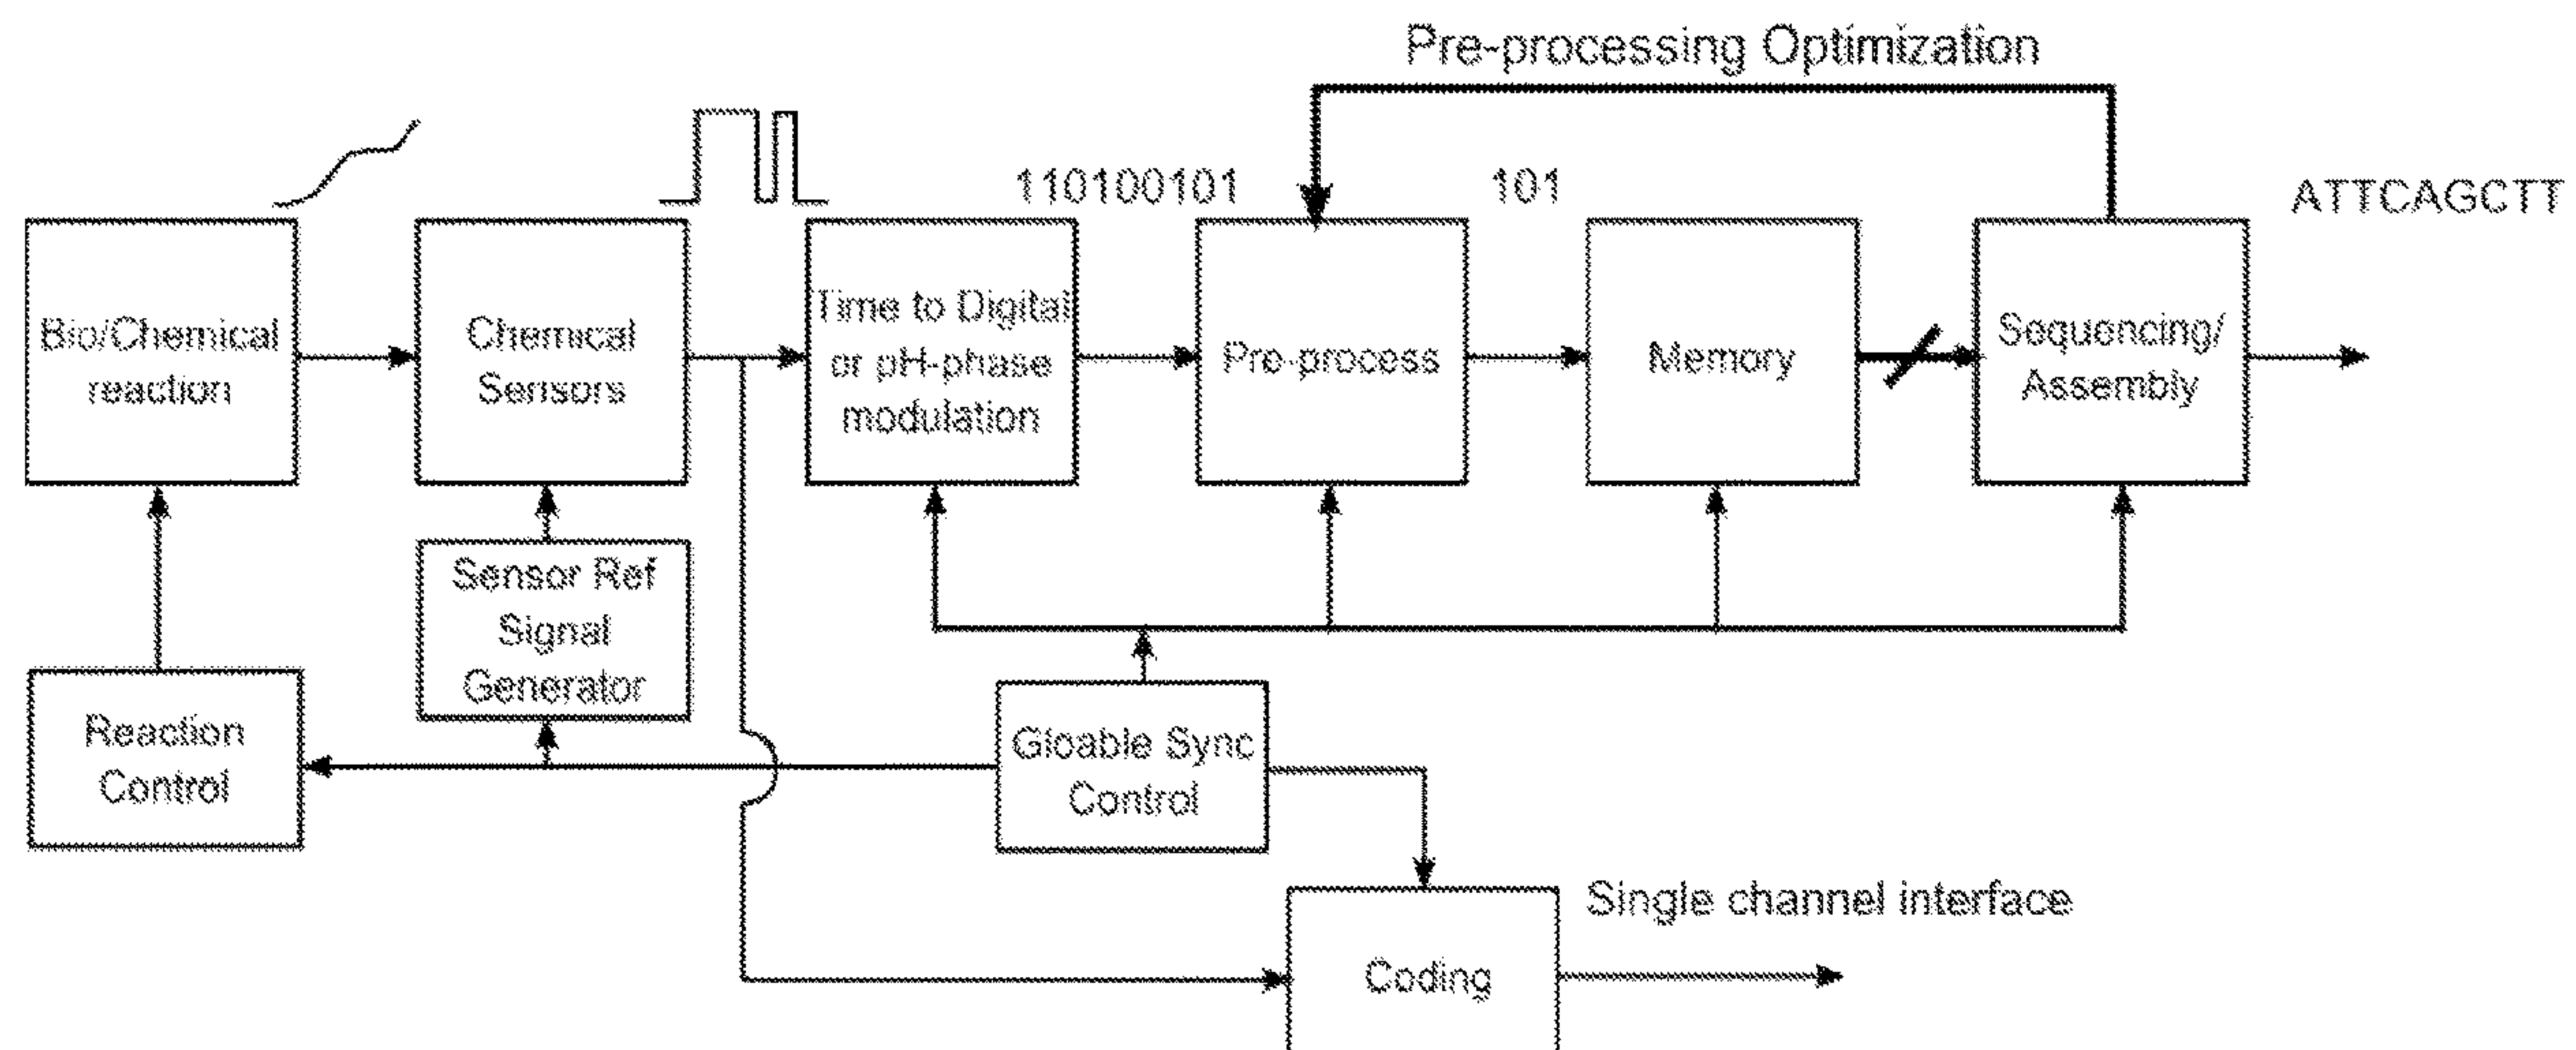 Pre-processing Optimization
110100101
101
ATTCAGCTT
Bio/Chemical
reaction
Chemical
Sensors
Time to Digital
or pH-phase
modulation
Pre-process
Memory
Sequencing/
Assembly
Sensor Ref
Signal
Generator
Reaction
Control
Gloable Sync
Control
Coding
Single channel interface